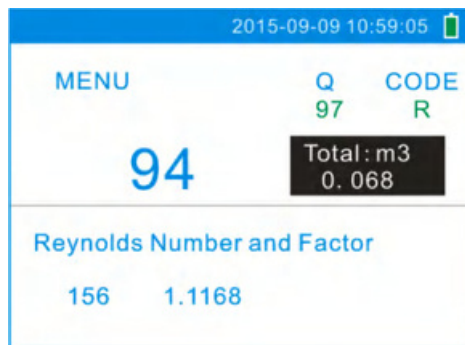 2015-09-09 10:59:05
MENU Q CODE
97 R
94
Total:m3
0.068
Reynolds Number and Factor
156 1.1168